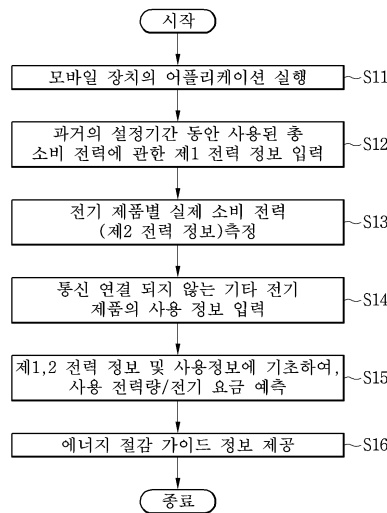 시작
모바일 장치의 어플리케이션 실행
S11
과거의 설정기간 동안 사용된 총
소비 전력에 관한 제1 전력 정보 입력
S12
전기 제품별 실제 소비 전력
(제2 전력 정보)측정
S13
통신 연결 되지 않는 기타 전기
제품의 사용 정보 입력
S14
제1,2 전력 정보 및 사용정보에 기초하여,
사용 전력량/전기 요금 예측
S15
에너지 절감 가이드 정보 제공
S16
종료